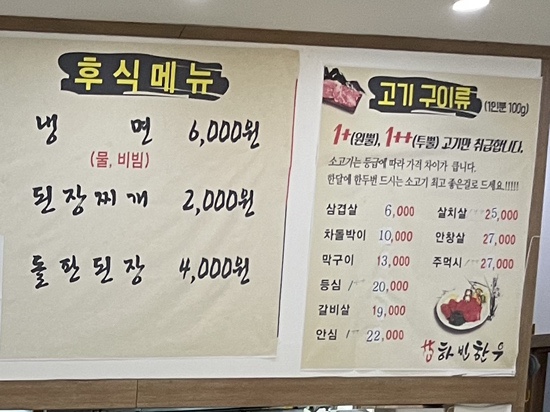 후식메뉴
냉 면 6,000원
(물, 비빔)
된장찌개 2,000원
돌판된장 4,000원
고기 구이류 (1인분 100g)
1+(원뿔), 1++(투뿔) 고기만 취급합니다.
소고기는 등급에 따라 가격 차이가 큽니다.
한달에 한두번 드시는 소고기 최고 좋은걸로 드세요.!!!!!
삼겹살 6,000
차돌박이 10,000
막구이 13,000
등심 20,000
갈비살 19,000
안심 22,000
살치살 25,000
안창살 27,000
주먹시 27,000
하빈한우